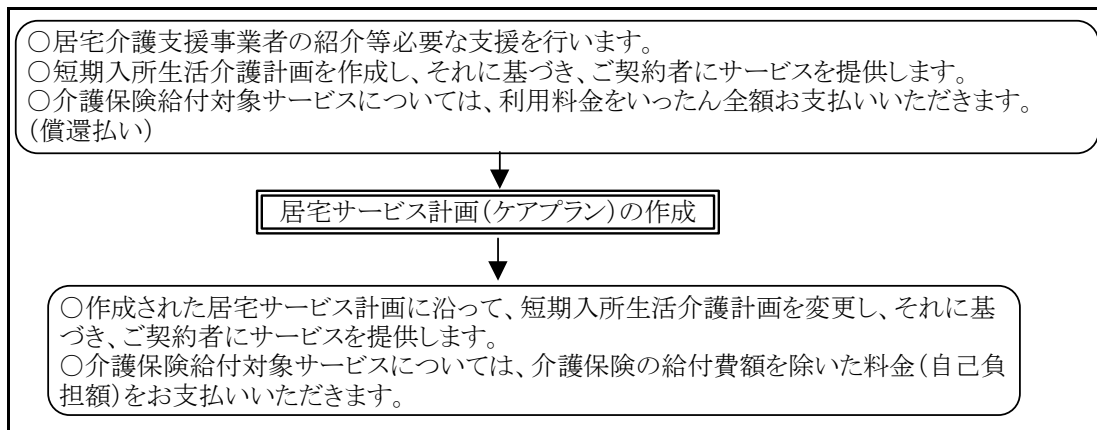 ○居宅介護支援事業者の紹介等必要な支援を行います。
○短期入所生活介護計画を作成し、それに基づき、ご契約者にサービスを提供します。
○介護保険給付対象サービスについては、利用料金をいったん全額お支払いいただきます。
(償還払い)
居宅サービス計画(ケアプラン)の作成
○作成された居宅サービス計画に沿って、短期入所生活介護計画を変更し、それに基
づき、ご契約者にサービスを提供します。
○介護保険給付対象サービスについては、介護保険の給付費額を除いた料金(自己負
担額)をお支払いいただきます。